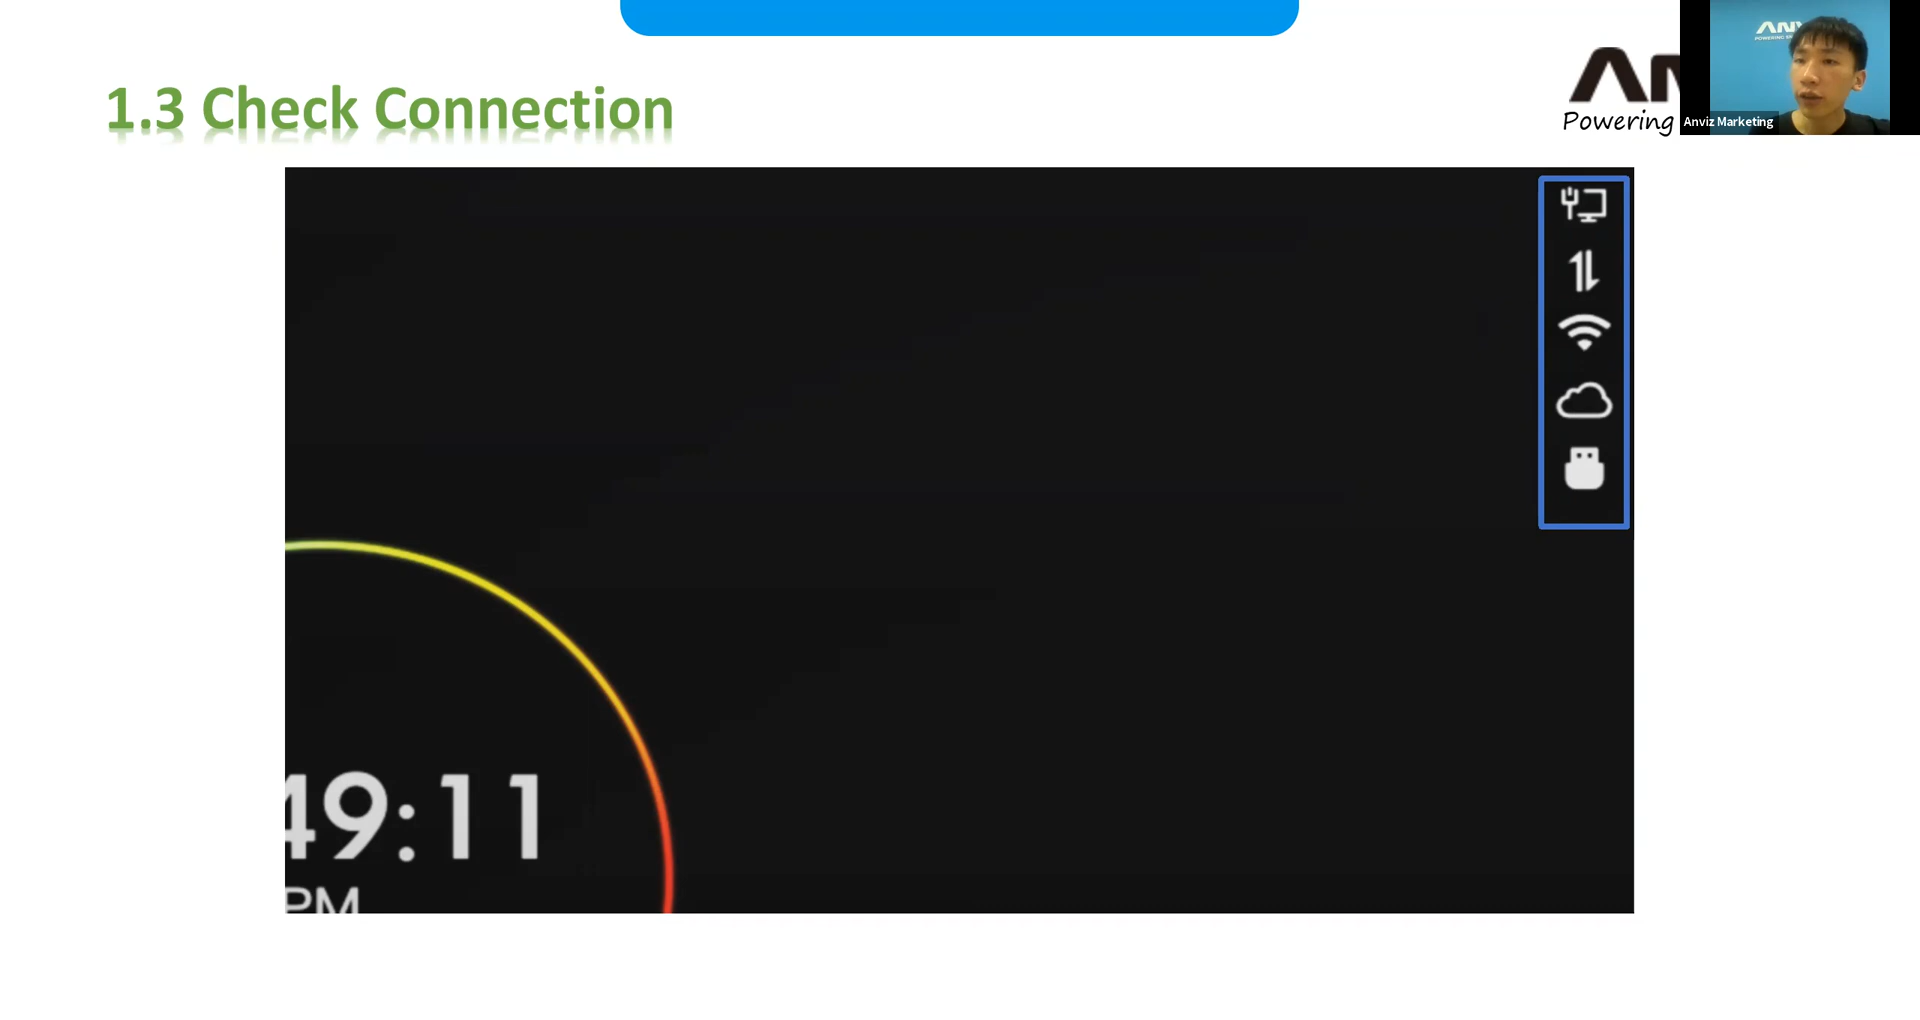 1.3 Check Connection
Powering
Anviz Marketing
49:11
PM